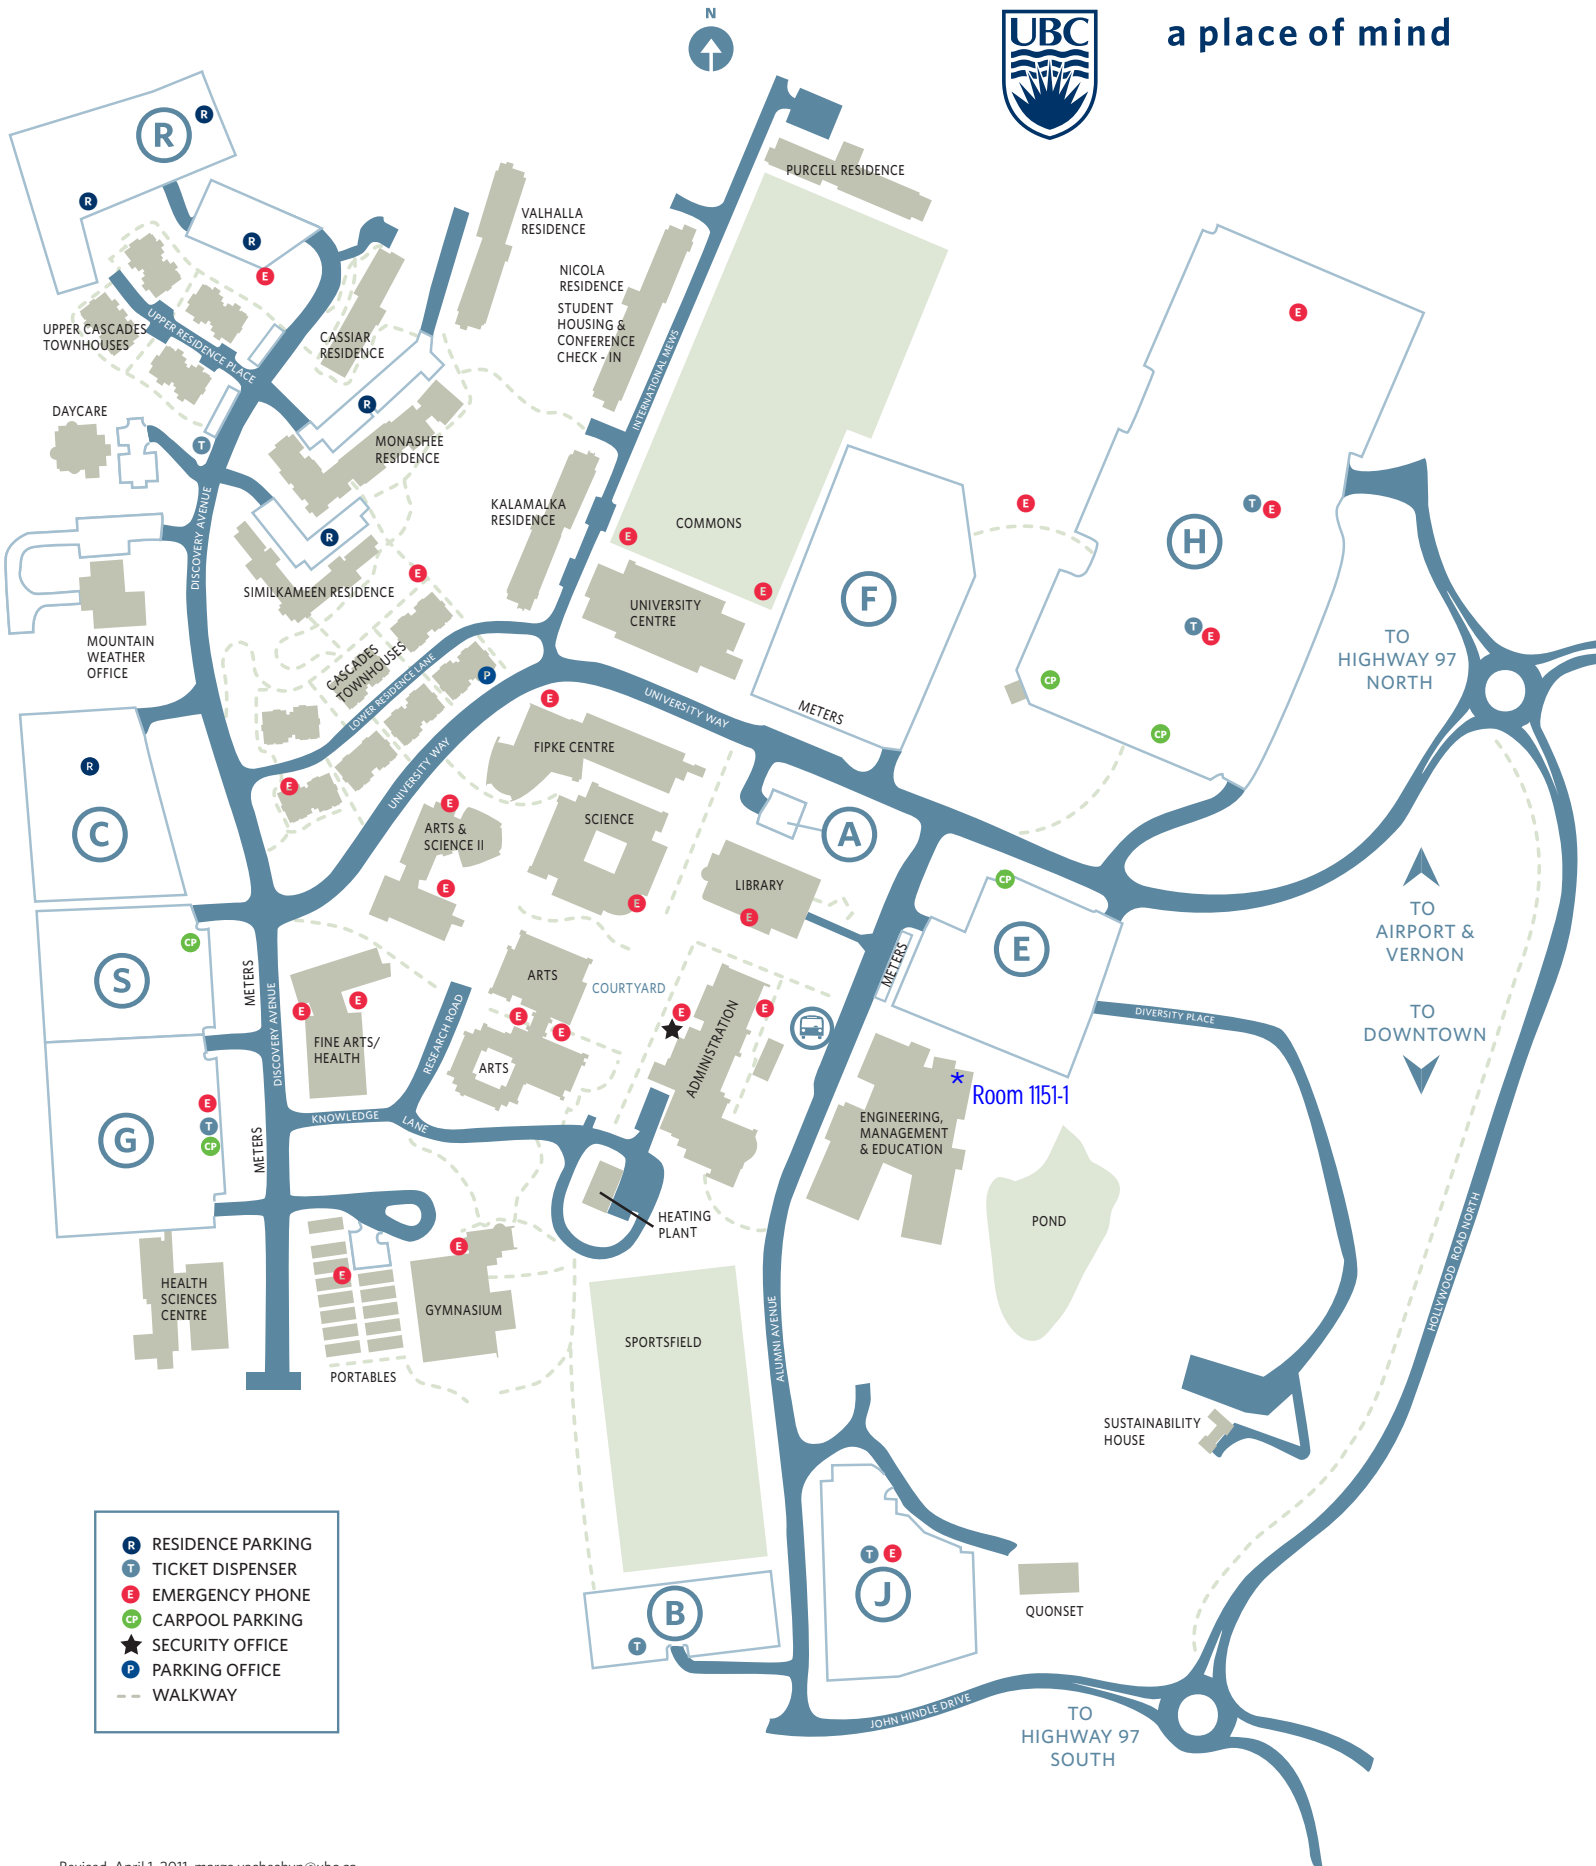 N
UBC
a place of mind
R
R
R
R
E
PURCELL RESIDENCE
VALHALLA
RESIDENCE
NICOLA
RESIDENCE
STUDENT
HOUSING &
CONFERENCE
CHECK - IN
INTERNATIONAL MEWS
UPPER CASCADES
TOWNHOUSES
UPPER RESIDENCE PLACE
CASSIAR
RESIDENCE
R
DAYCARE
T
MONASHEE
RESIDENCE
KALAMALKA
RESIDENCE
COMMONS
E
E
E
E
T
E
H
T
E
CP
CP
DISCOVERY AVENUE
R
SIMILKAMEEN RESIDENCE
E
UNIVERSITY
CENTRE
F
METERS
MOUNTAIN
WEATHER
OFFICE
CASCADES
TOWNHOUSES
LOWER RESIDENCE LANE
P
E
UNIVERSITY WAY
UNIVERSITY WAY
TO
HIGHWAY 97
NORTH
R
C
E
FIPKE CENTRE
E
ARTS &
SCIENCE II
E
SCIENCE
E
A
LIBRARY
E
CP
E
METERS
TO
AIRPORT &
VERNON
TO
DOWNTOWN
CP
S
METERS
DISCOVERY AVENUE
E
E
FINE ARTS/
HEALTH
RESEARCH ROAD
ARTS
COURTYARD
E
E
ARTS
E
E
ADMINISTRATION
DIVERSITY PLACE
* Room 1151-1
ENGINEERING,
MANAGEMENT
& EDUCATION
E
T
CP
G
METERS
KNOWLEDGE
LANE
HEATING
PLANT
POND
HOLLYWOOD ROAD NORTH
HEALTH
SCIENCES
CENTRE
E
E
GYMNASIUM
PORTABLES
SPORTSFIELD
ALUMNI AVENUE
SUSTAINABILITY
HOUSE
T
E
J
QUONSET
B
T
JOHN HINDLE DRIVE
TO
HIGHWAY 97
SOUTH
R RESIDENCE PARKING
T TICKET DISPENSER
E EMERGENCY PHONE
CP CARPOOL PARKING
SECURITY OFFICE
P PARKING OFFICE
WALKWAY